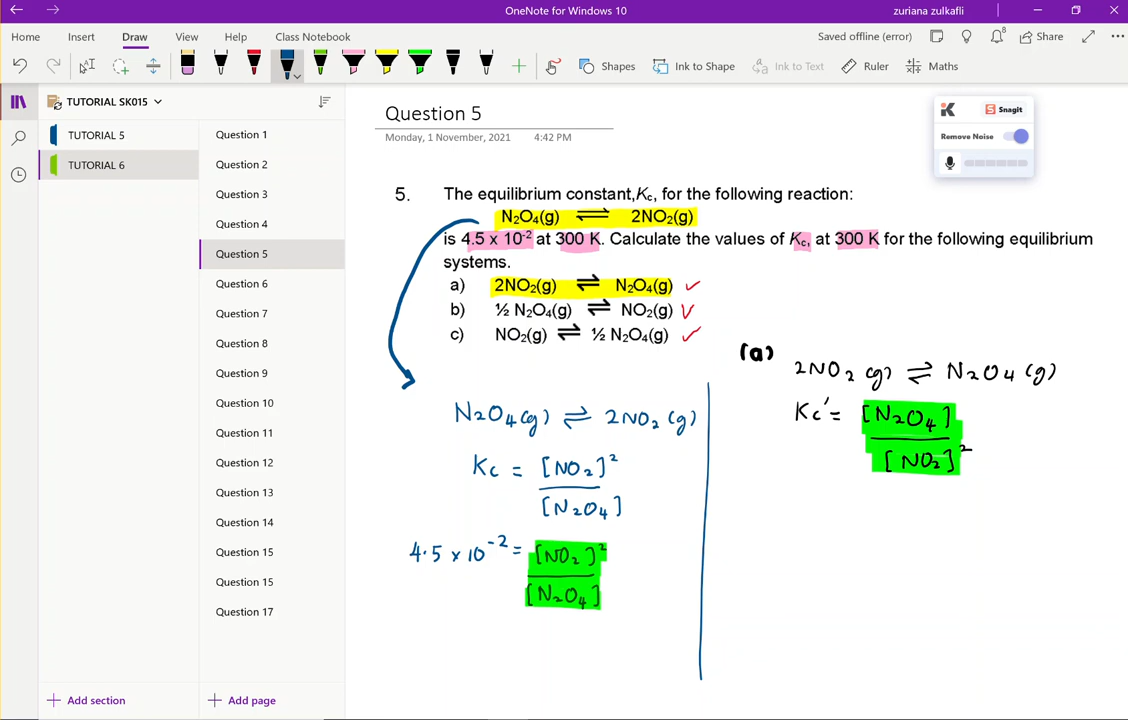 OneNote for Windows 10
zuriana zulkafli
Home Insert Draw View Help Class Notebook
Saved offline (error)
Share
Shapes
Ink to Shape
Ink to Text
Ruler
Maths
TUTORIAL SK015
TUTORIAL 5
TUTORIAL 6
Question 1
Question 2
Question 3
Question 4
Question 5
Question 6
Question 7
Question 8
Question 9
Question 10
Question 11
Question 12
Question 13
Question 14
Question 15
Question 15
Question 17
Add section
Add page
Question 5
Monday, 1 November, 2021 4:42 PM
Snagit
Remove Noise
5. The equilibrium constant,Kc, for the following reaction:
N2O4(g) ⇌ 2NO2(g)
is 4.5 x 10⁻² at 300 K. Calculate the values of Kc, at 300 K for the following equilibrium
systems.
a) 2NO2(g) ⇌ N2O4(g) ✓
b) ½ N2O4(g) ⇌ NO2(g) ✓
c) NO2(g) ⇌ ½ N2O4(g) ✓
N2O4(g) ⇌ 2NO2(g)
Kc = [NO2]²
[N2O4]
4.5 x 10⁻² = [NO2]²
[N2O4]
(a)
2NO2(g) ⇌ N2O4(g)
Kc' = [N2O4]
[NO2]²